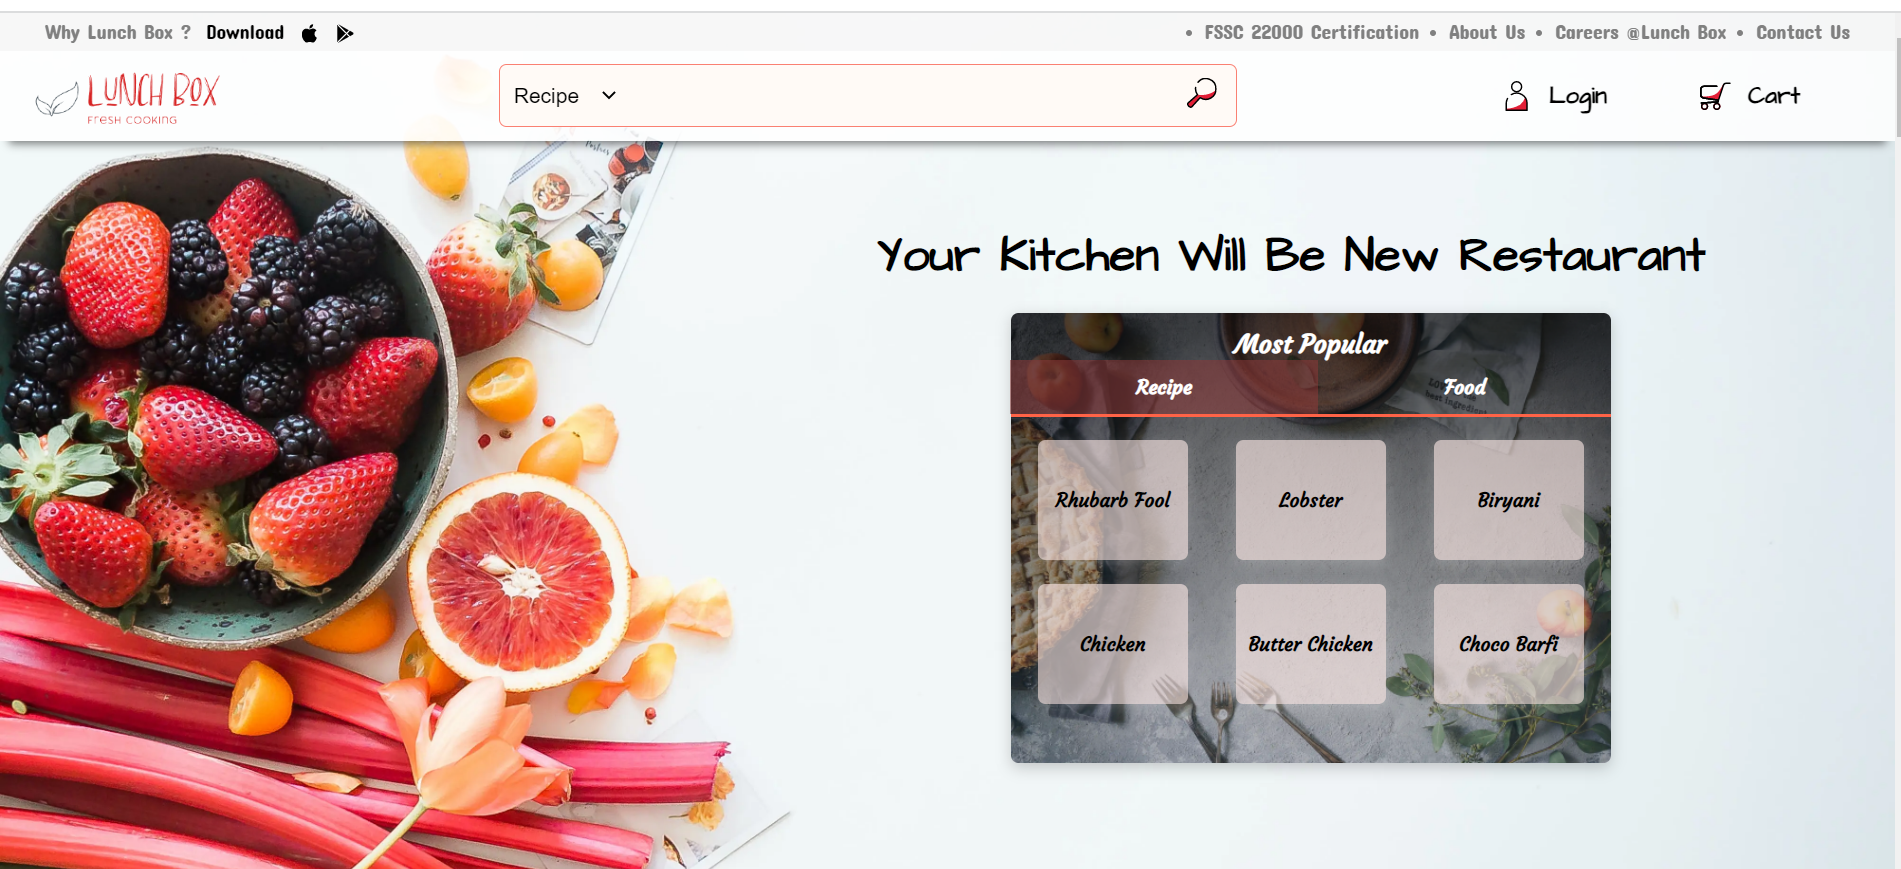 Why Lunch Box ? Download • FSSC 22000 Certification • About Us • Careers @Lunch Box • Contact Us
LUNCH BOX
FRESH COOKING
Recipe
Login
Cart
Your Kitchen Will Be New Restaurant
Most Popular
Recipe Food
Rhubarb Fool Lobster Biryani
Chicken Butter Chicken Choco Barfi